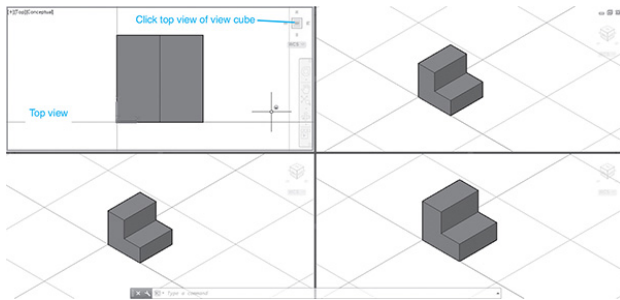 [+][Top][Conceptual]
Click top view of view cube
Top view
Type a command